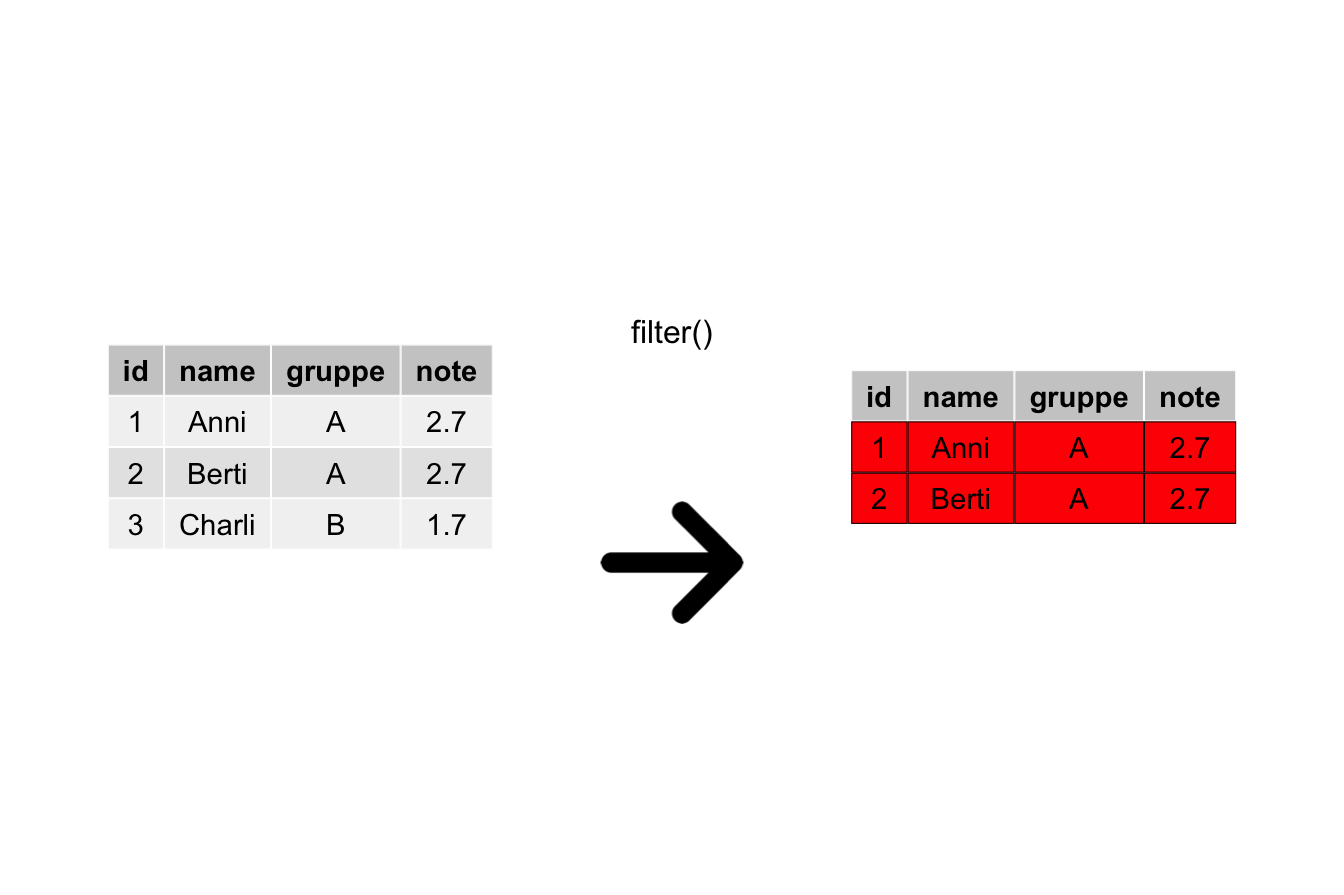 id name gruppe note
1 Anni A 2.7
2 Berti A 2.7
3 Charli B 1.7
filter()
id name gruppe note
1 Anni A 2.7
2 Berti A 2.7